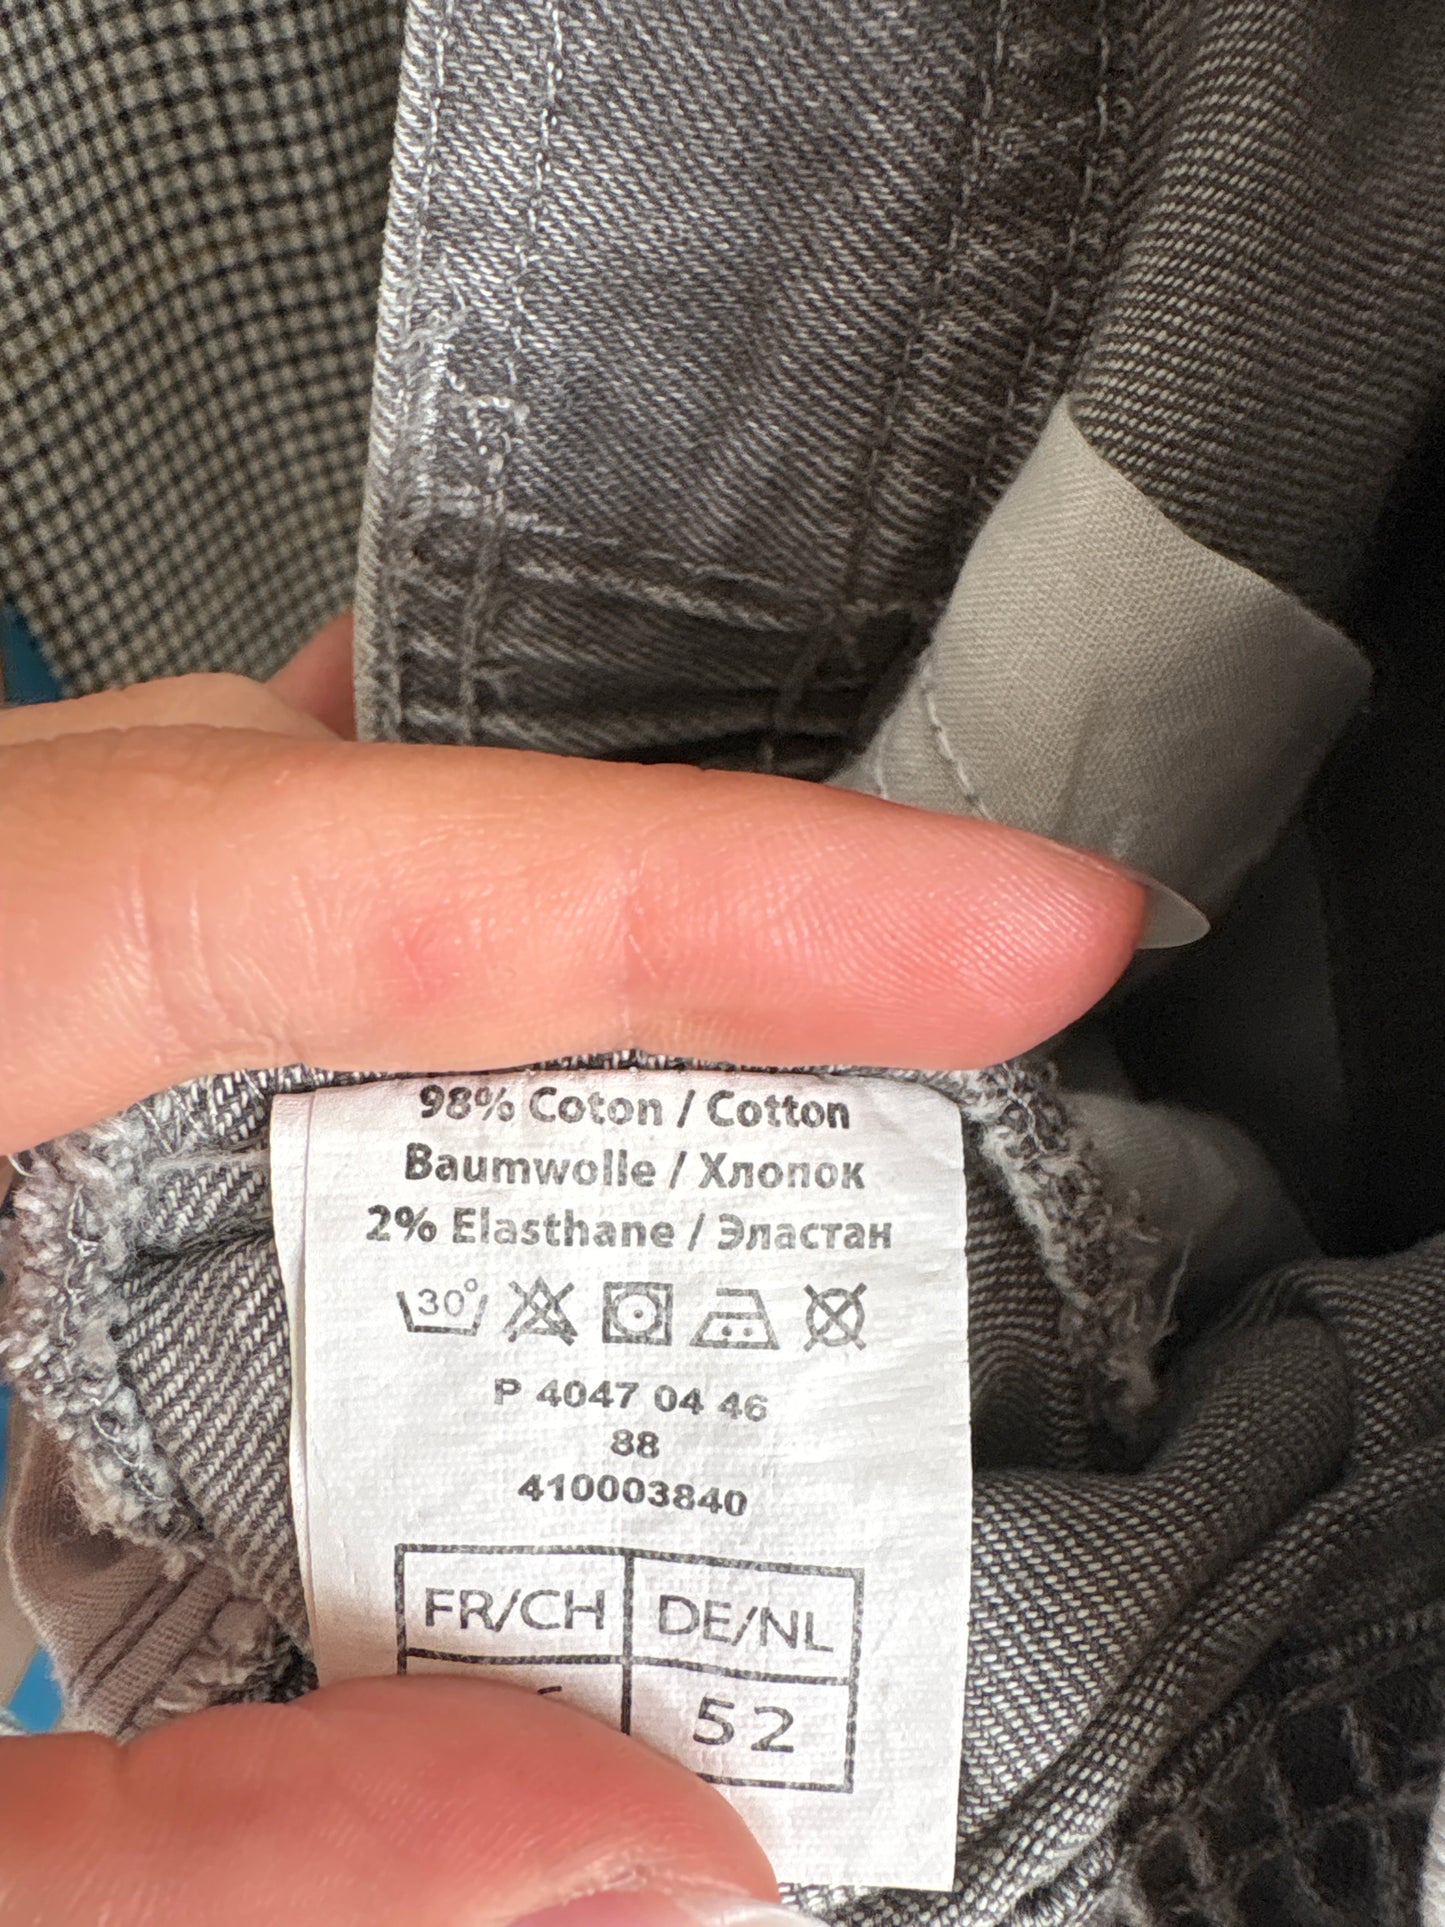 98% Coton / Cotton
Baumwolle / Хлопок
2% Elasthane / Эластан
30°
P 4047 04 46
88
410003840
FR/CH DE/NL
52